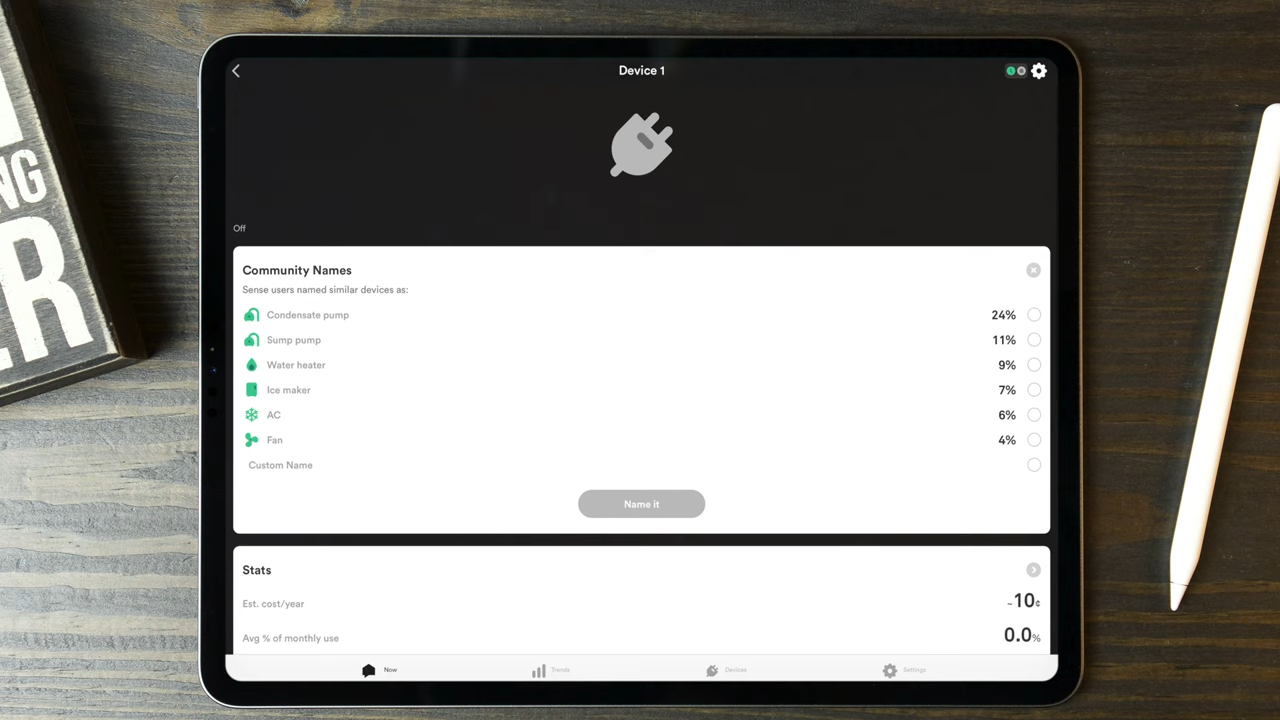 NG
ER
Device 1
Off
Community Names
Sense users named similar devices as:
Condensate pump 24%
Sump pump 11%
Water heater 9%
Ice maker 7%
AC 6%
Fan 4%
Custom Name
Name it
Stats
Est. cost/year ~10¢
Avg % of monthly use 0.0%
Now Trends Devices Settings